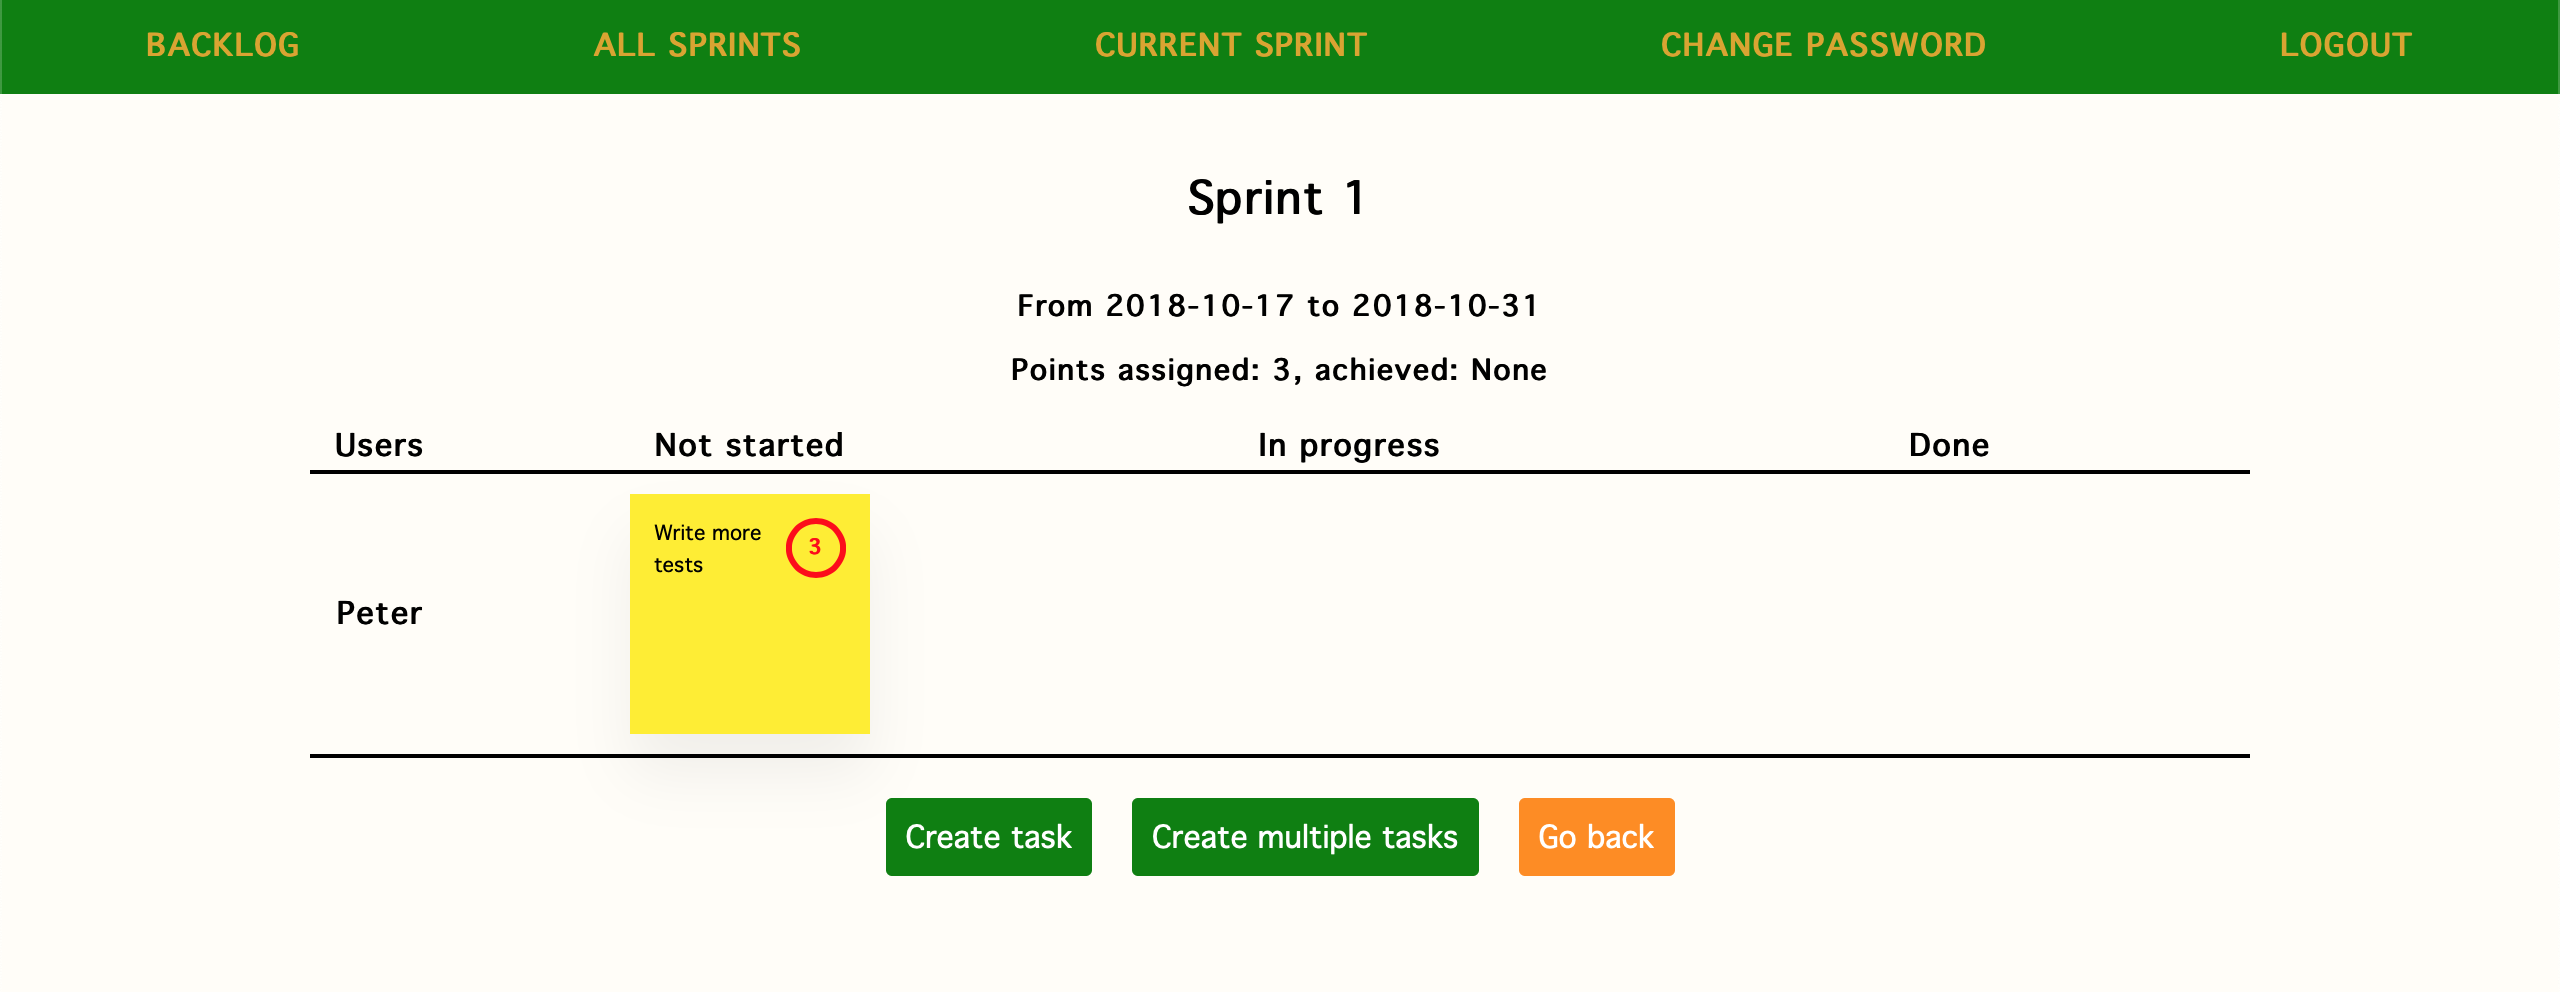 BACKLOG ALL SPRINTS CURRENT SPRINT CHANGE PASSWORD LOGOUT
Sprint 1
From 2018-10-17 to 2018-10-31
Points assigned: 3, achieved: None
Users Not started In progress Done
Peter
Write more
tests
3
Create task Create multiple tasks Go back